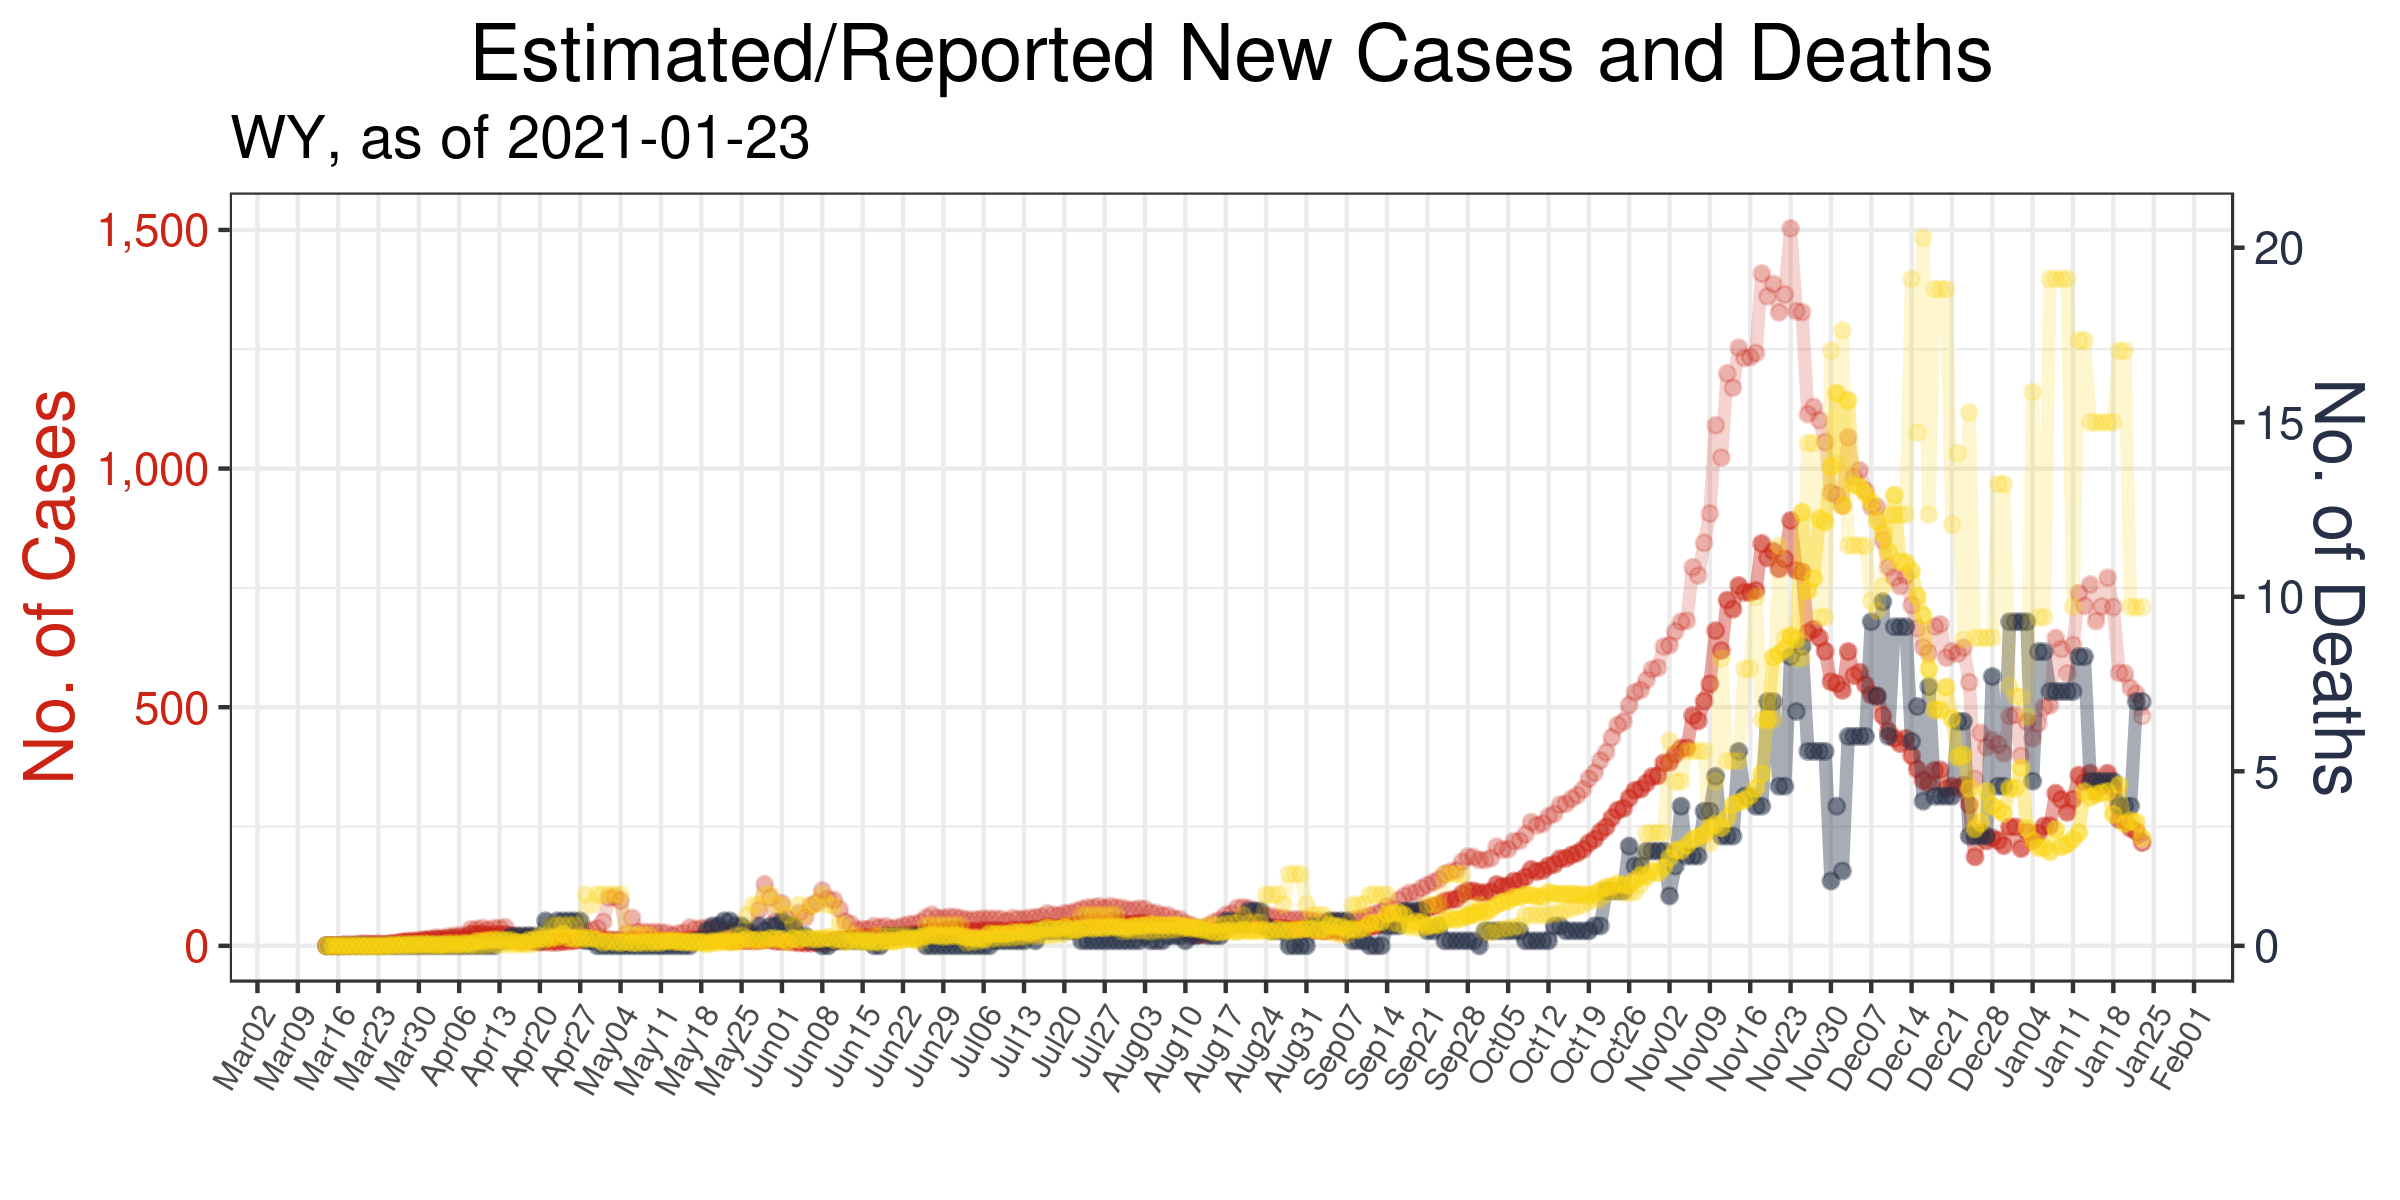 Estimated/Reported New Cases and Deaths
WY, as of 2021-01-23
No. of Cases
1,500
1,000
500
0
20
15
10
5
0
No. of Deaths
Mar02
Mar09
Mar16
Mar23
Mar30
Apr06
Apr13
Apr20
Apr27
May04
May11
May18
May25
Jun01
Jun08
Jun15
Jun22
Jun29
Jul06
Jul13
Jul20
Jul27
Aug03
Aug10
Aug17
Aug24
Aug31
Sep07
Sep14
Sep21
Sep28
Oct05
Oct12
Oct19
Oct26
Nov02
Nov09
Nov16
Nov23
Nov30
Dec07
Dec14
Dec21
Dec28
Jan04
Jan11
Jan18
Jan25
Feb01